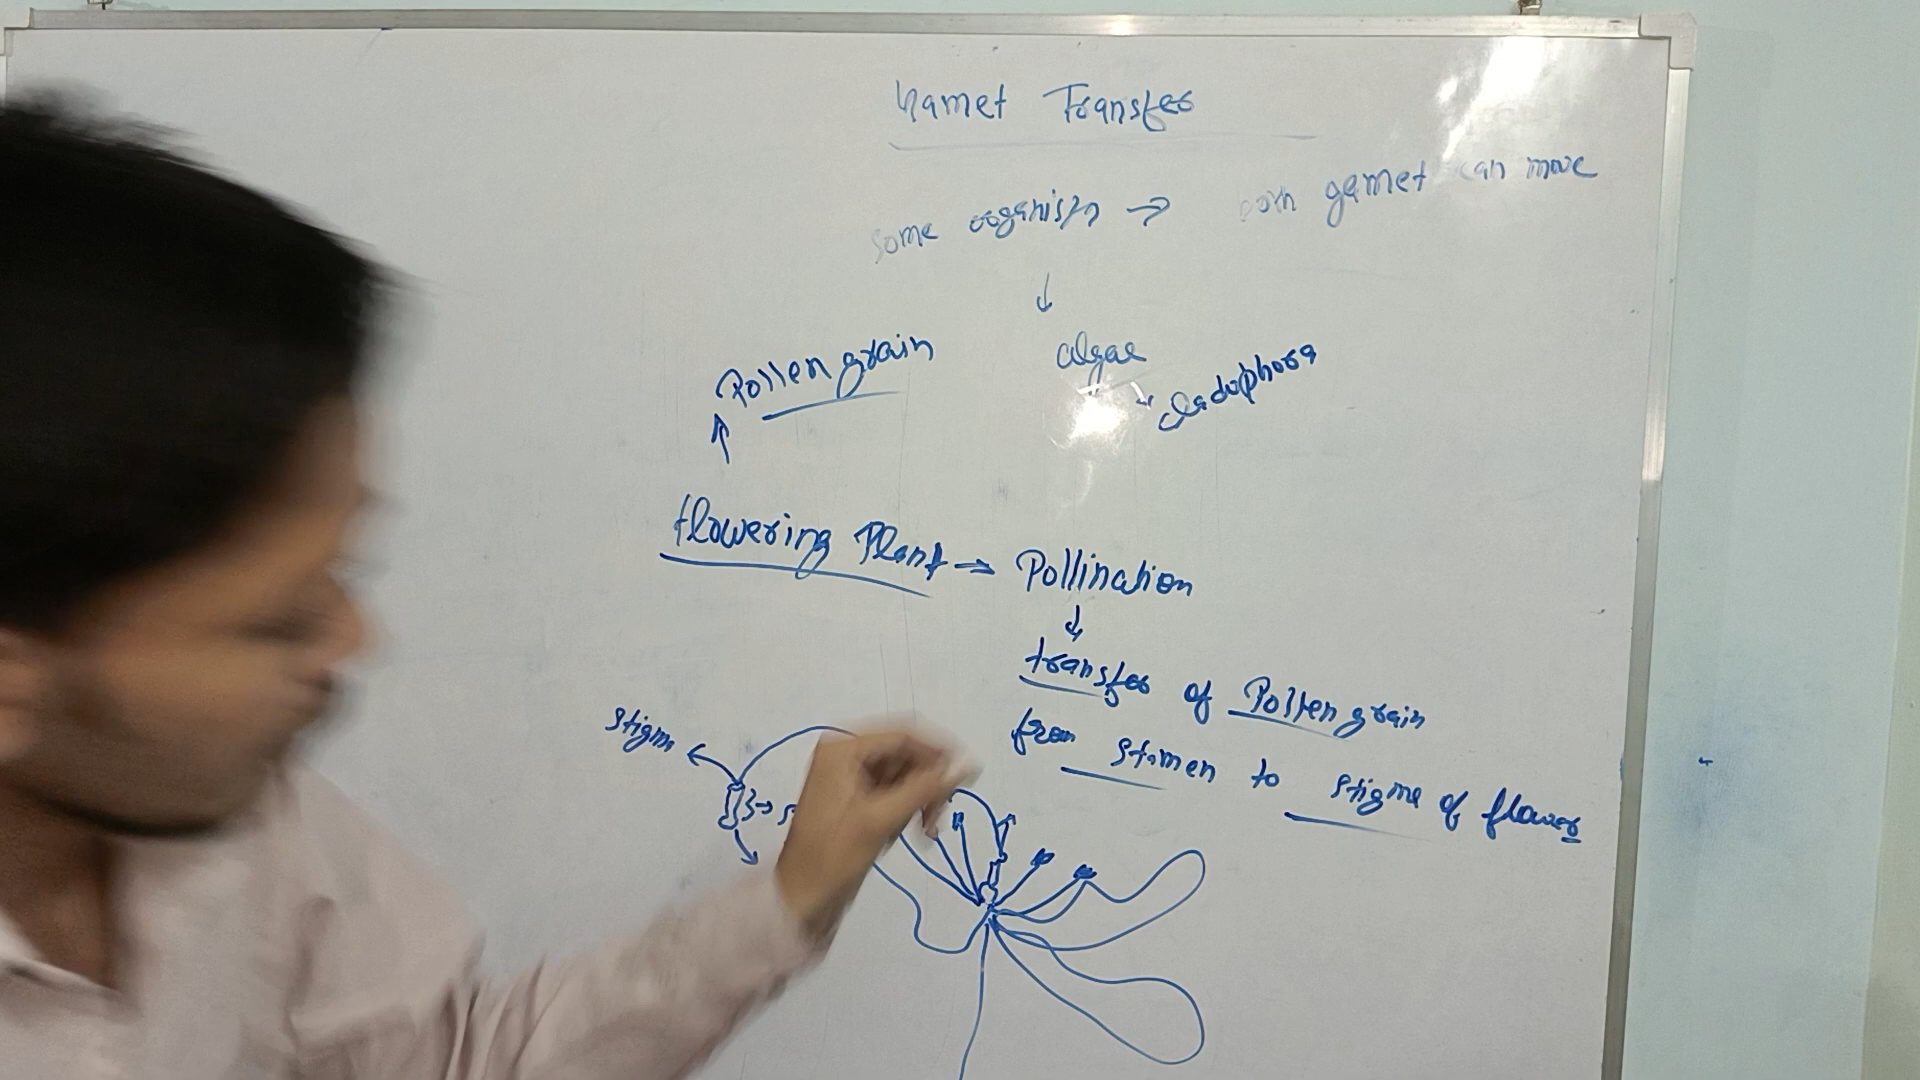 Gamet Transfer
some organism → both gamet can move
↓
algae
cladophora
Pollen grain
↑
flowering Plant → Pollination
↓
transfer of Pollen grain
from stamen to stigma of flower
stigma